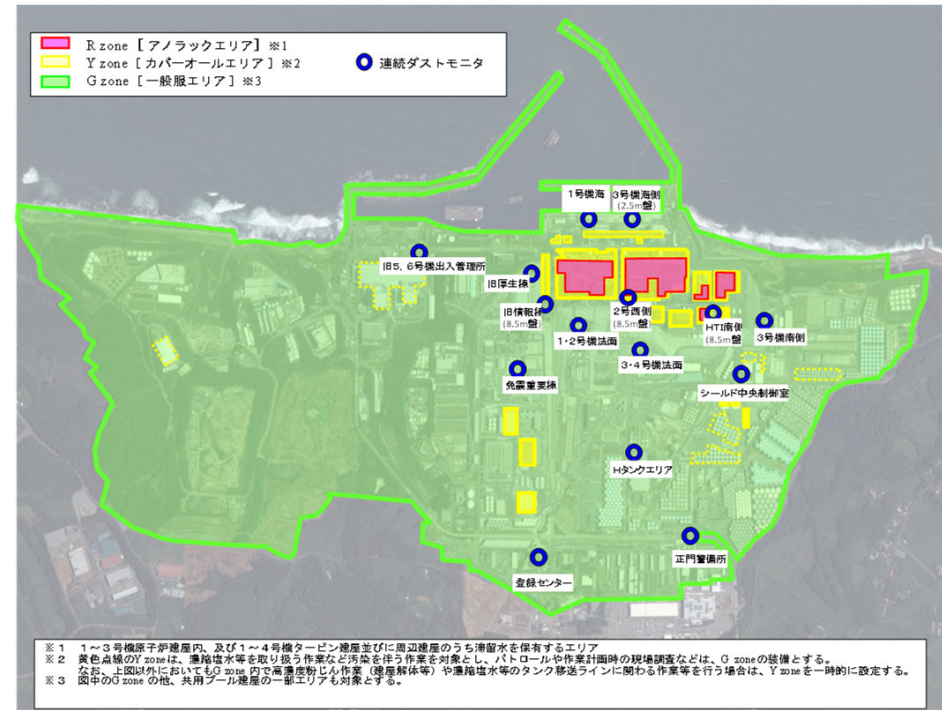 R zone [ アノラックエリア] ※1
Y zone [ カバーオールエリア] ※2
G zone [ 一般服エリア] ※3
連続ダストモニタ
1号機海
3号機海側
(2.5m盤)
旧5, 6号機出入管理所
旧厚生棟
旧情報棟
(8.5m盤)
2号西側
(8.5m盤)
HTI南側
(8.5m盤)
3号機南側
1・2号機法面
3・4号機法面
免震重要棟
シールド中央制御室
Hタンクエリア
正門警備所
登録センター
※1 1～3号機原子炉建屋内、及び1～4号機タービン建屋並びに周辺建屋のうち滞留水を保有するエリア
※2 黄色点線のY zoneは、濃縮塩水等を取り扱う作業など汚染を伴う作業を対象とし、パトロールや作業計画時の現場調査などは、G zoneの装備とする。
なお、上図以外においてもG zone 内で高濃度粉じん作業（建屋解体等）や濃縮塩水等のタンク移送ラインに関わる作業等を行う場合は、Y zoneを一時的に設定する。
※3 図中のG zone の他、共用プール建屋の一部エリアも対象とする。